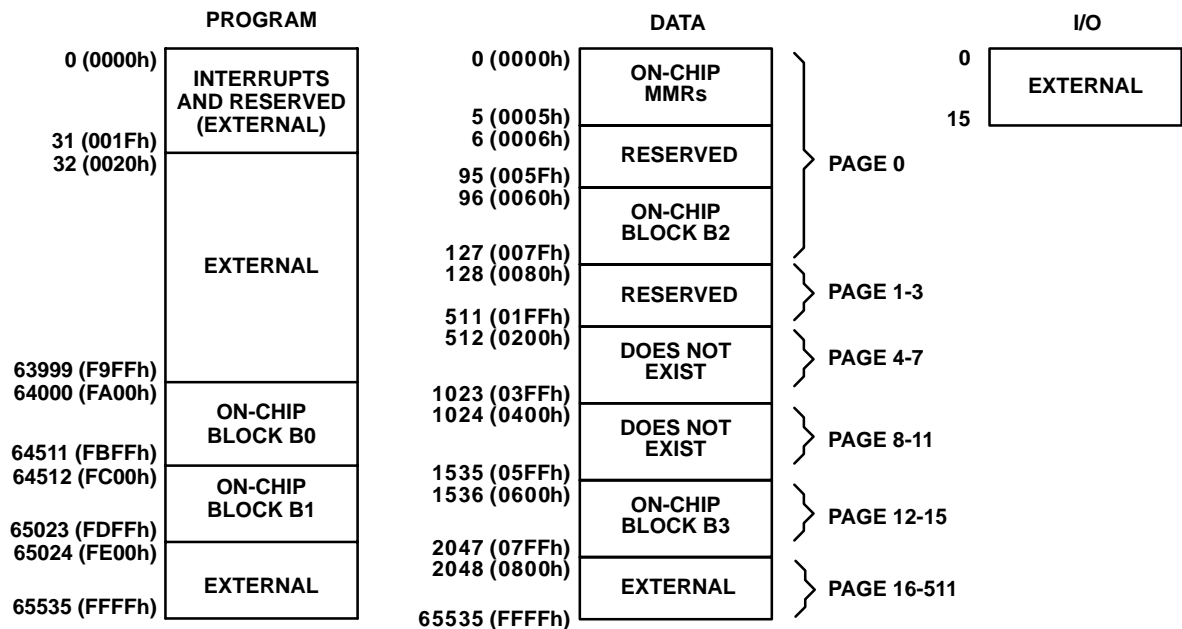 PROGRAM
0 (0000h)
INTERRUPTS
AND RESERVED
(EXTERNAL)
31 (001Fh)
32 (0020h)
EXTERNAL
63999 (F9FFh)
64000 (FA00h)
ON-CHIP
BLOCK B0
64511 (FBFFh)
64512 (FC00h)
ON-CHIP
BLOCK B1
65023 (FDFFh)
65024 (FE00h)
EXTERNAL
65535 (FFFFh)
DATA
0 (0000h)
ON-CHIP
MMRs
5 (0005h)
6 (0006h)
RESERVED
95 (005Fh)
96 (0060h)
ON-CHIP
BLOCK B2
127 (007Fh)
PAGE 0
128 (0080h)
RESERVED
511 (01FFh)
PAGE 1-3
512 (0200h)
DOES NOT
EXIST
1023 (03FFh)
PAGE 4-7
1024 (0400h)
DOES NOT
EXIST
1535 (05FFh)
PAGE 8-11
1536 (0600h)
ON-CHIP
BLOCK B3
2047 (07FFh)
PAGE 12-15
2048 (0800h)
EXTERNAL
65535 (FFFFh)
PAGE 16-511
I/O
0
EXTERNAL
15